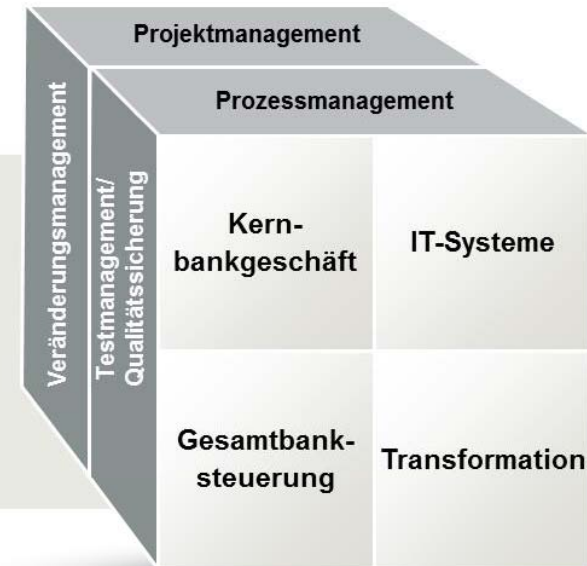 Projektmanagement
Prozessmanagement
Veränderungsmanagement
Testmanagement/
Qualitätssicherung
Kern-
bankgeschäft
IT-Systeme
Gesamtbank-
steuerung
Transformation